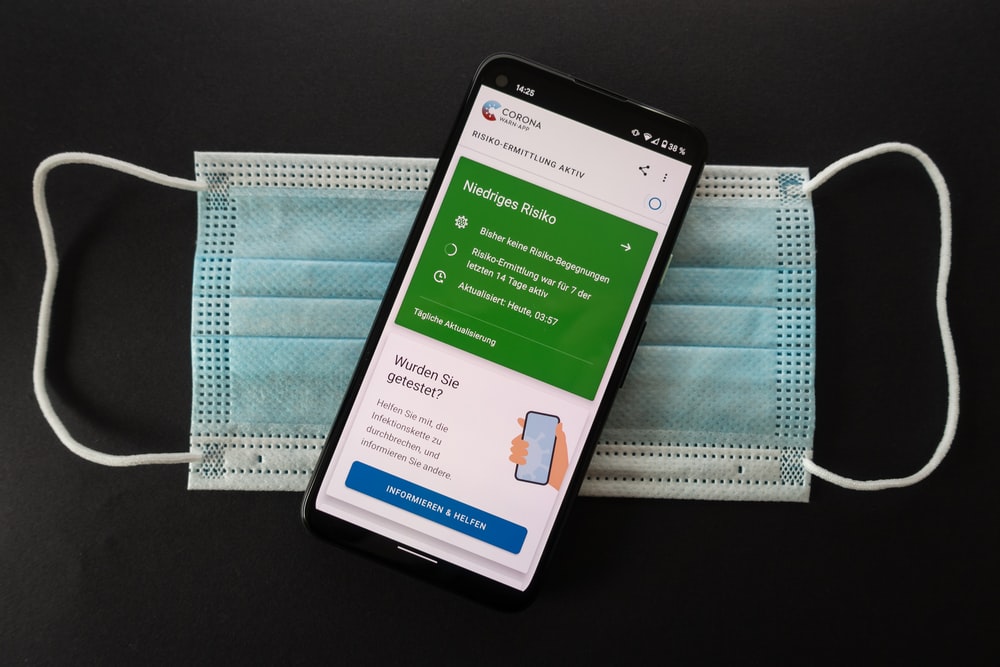 14:25
38 %
CORONA
WARN-APP
RISIKO-ERMITTLUNG AKTIV
Niedriges Risiko
Bisher keine Risiko-Begegnungen
Risiko-Ermittlung war für 7 der
letzten 14 Tage aktiv
Aktualisiert: Heute, 03:57
Tägliche Aktualisierung
Wurden Sie
getestet?
Helfen Sie mit, die
Infektionskette zu
durchbrechen, und
informieren Sie andere.
INFORMIEREN & HELFEN